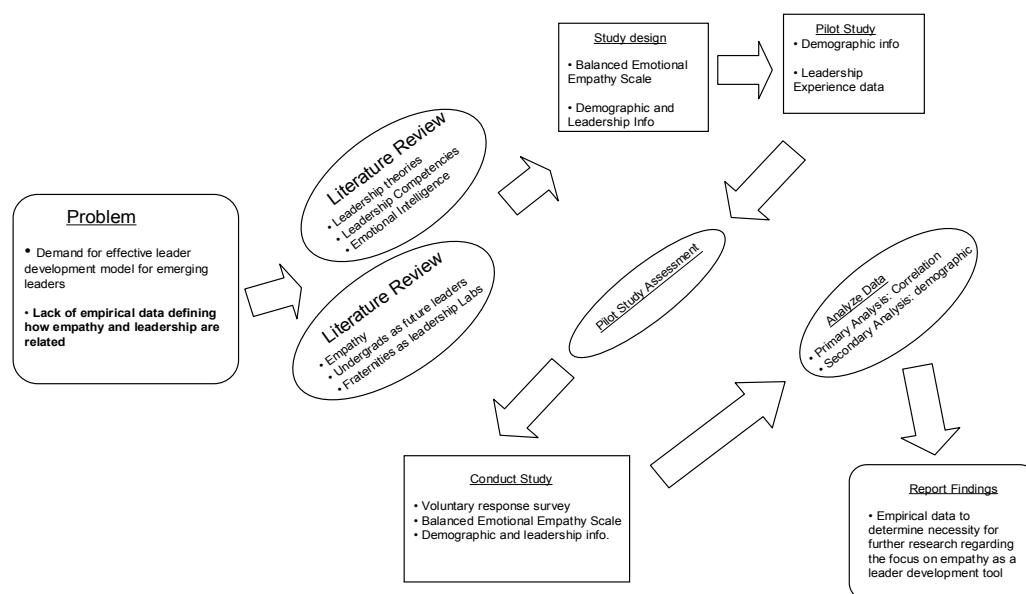 Problem
• Demand for effective leader
development model for emerging
leaders
• Lack of empirical data defining
how empathy and leadership are
related
Literature Review
• Leadership theories
• Leadership Competencies
• Emotional Intelligence
Literature Review
• Empathy
• Undergrads as future leaders
• Fraternities as leadership Labs
Study design
• Balanced Emotional
Empathy Scale
• Demographic and
Leadership Info
Pilot Study
• Demographic info
• Leadership
Experience data
Pilot Study Assessment
Conduct Study
• Voluntary response survey
• Balanced Emotional Empathy Scale
• Demographic and leadership info.
Analyze Data
• Primary Analysis: Correlation
• Secondary Analysis: demographic
Report Findings
• Empirical data to
determine necessity for
further research regarding
the focus on empathy as a
leader development tool